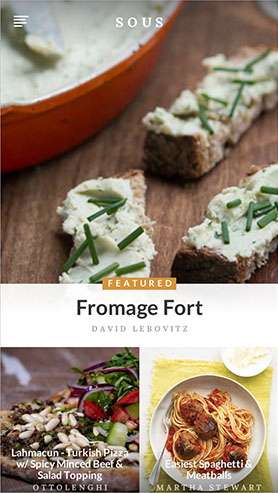 SOUS
FEATURED
Fromage Fort
DAVID LEBOVITZ
Lahmacun - Turkish Pizza
w/ Spicy Minced Beef &
Salad Topping
OTTOLENGHI
Easiest Spaghetti &
Meatballs
MARTHA STEWART